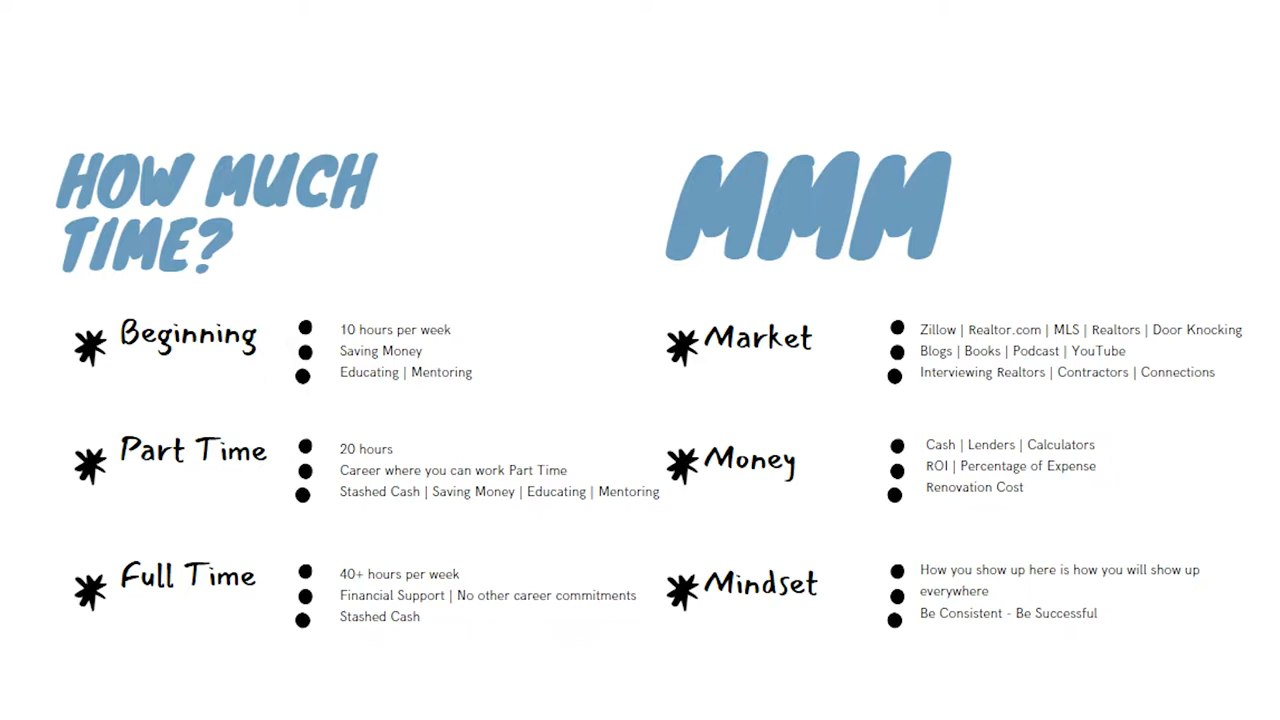 HOW MUCH
TIME?
Beginning
10 hours per week
Saving Money
Educating | Mentoring
Part Time
20 hours
Career where you can work Part Time
Stashed Cash | Saving Money | Educating | Mentoring
Full Time
40+ hours per week
Financial Support | No other career commitments
Stashed Cash
MMM
Market
Zillow | Realtor.com | MLS | Realtors | Door Knocking
Blogs | Books | Podcast | YouTube
Interviewing Realtors | Contractors | Connections
Money
Cash | Lenders | Calculators
ROI | Percentage of Expense
Renovation Cost
Mindset
How you show up here is how you will show up
everywhere
Be Consistent - Be Successful